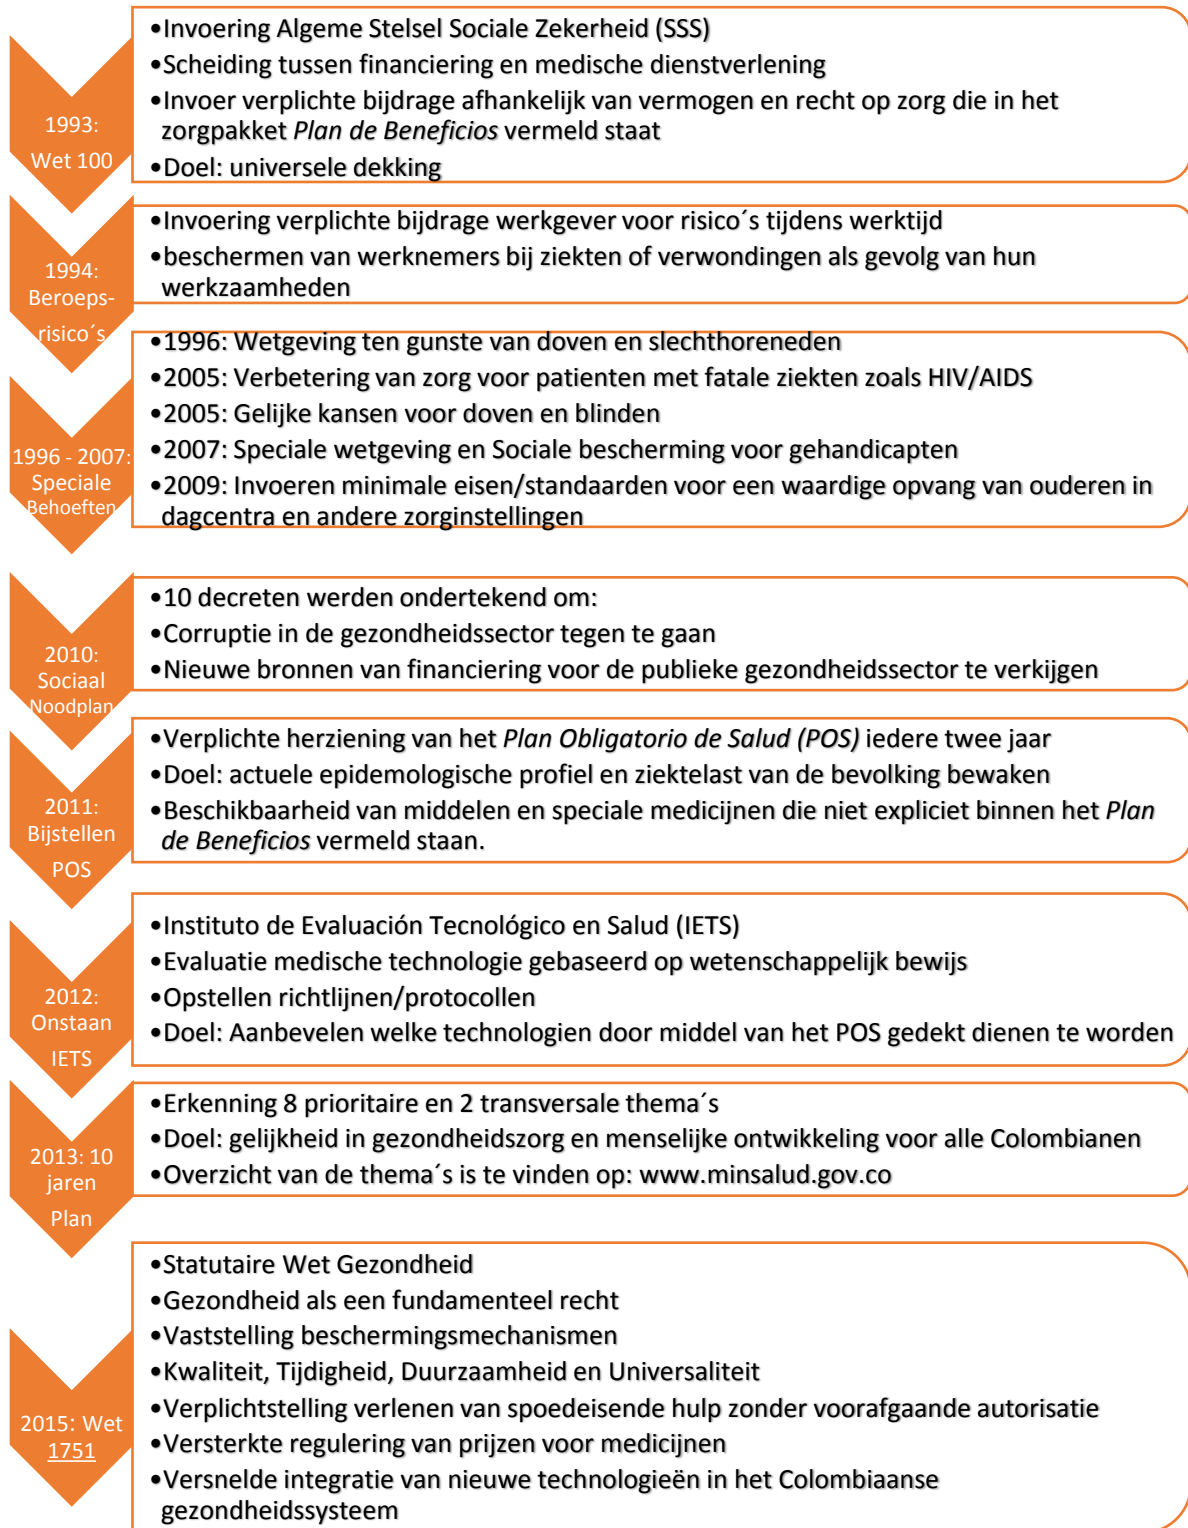 1993:
Wet 100
•Invoering Algeme Stelsel Sociale Zekerheid (SSS)
•Scheiding tussen financiering en medische dienstverlening
•Invoer verplichte bijdrage afhankelijk van vermogen en recht op zorg die in het
zorgpakket Plan de Beneficios vermeld staat
•Doel: universele dekking
1994:
Beroeps-
risico´s
•Invoering verplichte bijdrage werkgever voor risico´s tijdens werktijd
•beschermen van werknemers bij ziekten of verwondingen als gevolg van hun
werkzaamheden
1996 - 2007:
Speciale
Behoeften
•1996: Wetgeving ten gunste van doven en slechthoreneden
•2005: Verbetering van zorg voor patienten met fatale ziekten zoals HIV/AIDS
•2005: Gelijke kansen voor doven en blinden
•2007: Speciale wetgeving en Sociale bescherming voor gehandicapten
•2009: Invoeren minimale eisen/standaarden voor een waardige opvang van ouderen in
dagcentra en andere zorginstellingen
2010:
Sociaal
Noodplan
•10 decreten werden ondertekend om:
•Corruptie in de gezondheidssector tegen te gaan
•Nieuwe bronnen van financiering voor de publieke gezondheidssector te verkijgen
2011:
Bijstellen
POS
•Verplichte herziening van het Plan Obligatorio de Salud (POS) iedere twee jaar
•Doel: actuele epidemologische profiel en ziektelast van de bevolking bewaken
•Beschikbaarheid van middelen en speciale medicijnen die niet expliciet binnen het Plan
de Beneficios vermeld staan.
2012:
Onstaan
IETS
•Instituto de Evaluación Tecnológico en Salud (IETS)
•Evaluatie medische technologie gebaseerd op wetenschappelijk bewijs
•Opstellen richtlijnen/protocollen
•Doel: Aanbevelen welke technologien door middel van het POS gedekt dienen te worden
2013: 10
jaren
Plan
•Erkenning 8 prioritaire en 2 transversale thema´s
•Doel: gelijkheid in gezondheidszorg en menselijke ontwikkeling voor alle Colombianen
•Overzicht van de thema´s is te vinden op: www.minsalud.gov.co
2015: Wet
1751
•Statutaire Wet Gezondheid
•Gezondheid als een fundamenteel recht
•Vaststelling beschermingsmechanismen
•Kwaliteit, Tijdigheid, Duurzaamheid en Universaliteit
•Verplichtstelling verlenen van spoedeisende hulp zonder voorafgaande autorisatie
•Versterkte regulering van prijzen voor medicijnen
•Versnelde integratie van nieuwe technologieën in het Colombiaanse
gezondheidssysteem